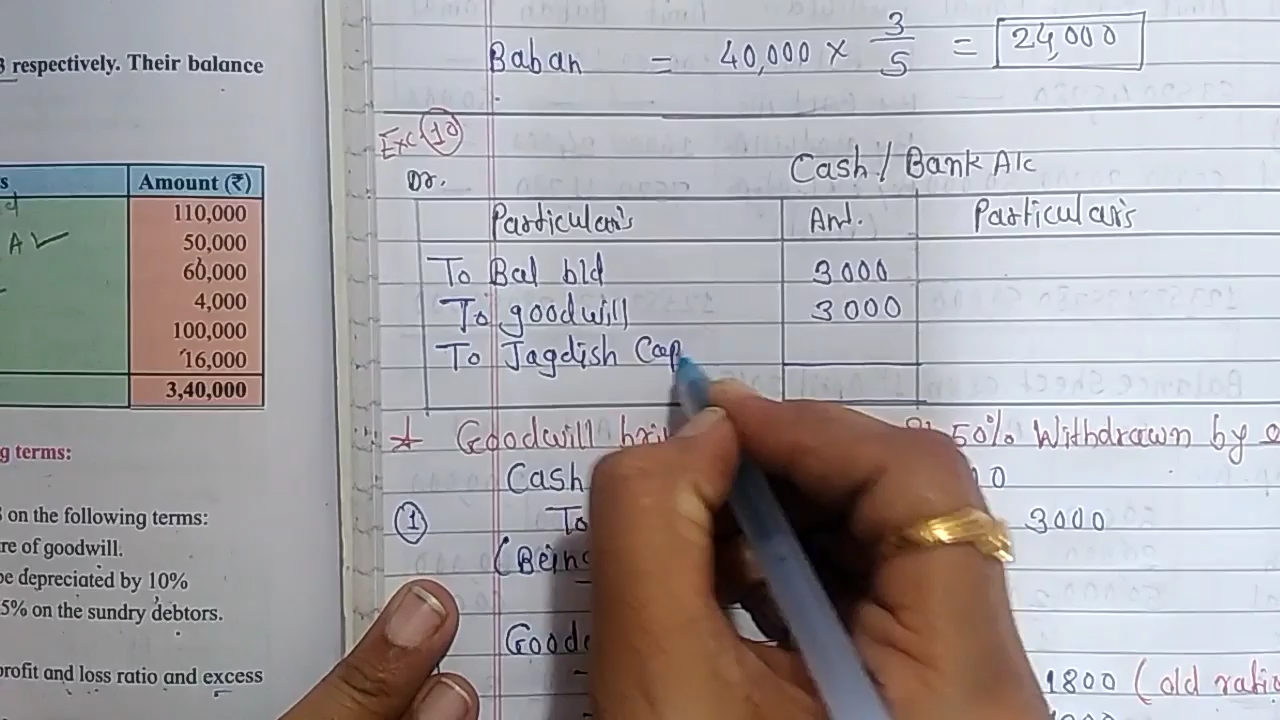 3 respectively. Their balance
s Amount (₹)
110,000
A ✓ 50,000
60,000
4,000
100,000
16,000
3,40,000
g terms:
3 on the following terms:
re of goodwill.
be depreciated by 10%
5% on the sundry debtors.
profit and loss ratio and excess
Baban = 40,000 × 3/5 = 24,000
Exc 10
Cash / Bank A/c
Dr.
Particulars Amt. Particulars
To Bal b/d 3000
To goodwill 3000
To Jagdish Cap
★ Goodwill 50% Withdrawn by
Cash
1 To 3000
(Being
1800 (old ratio